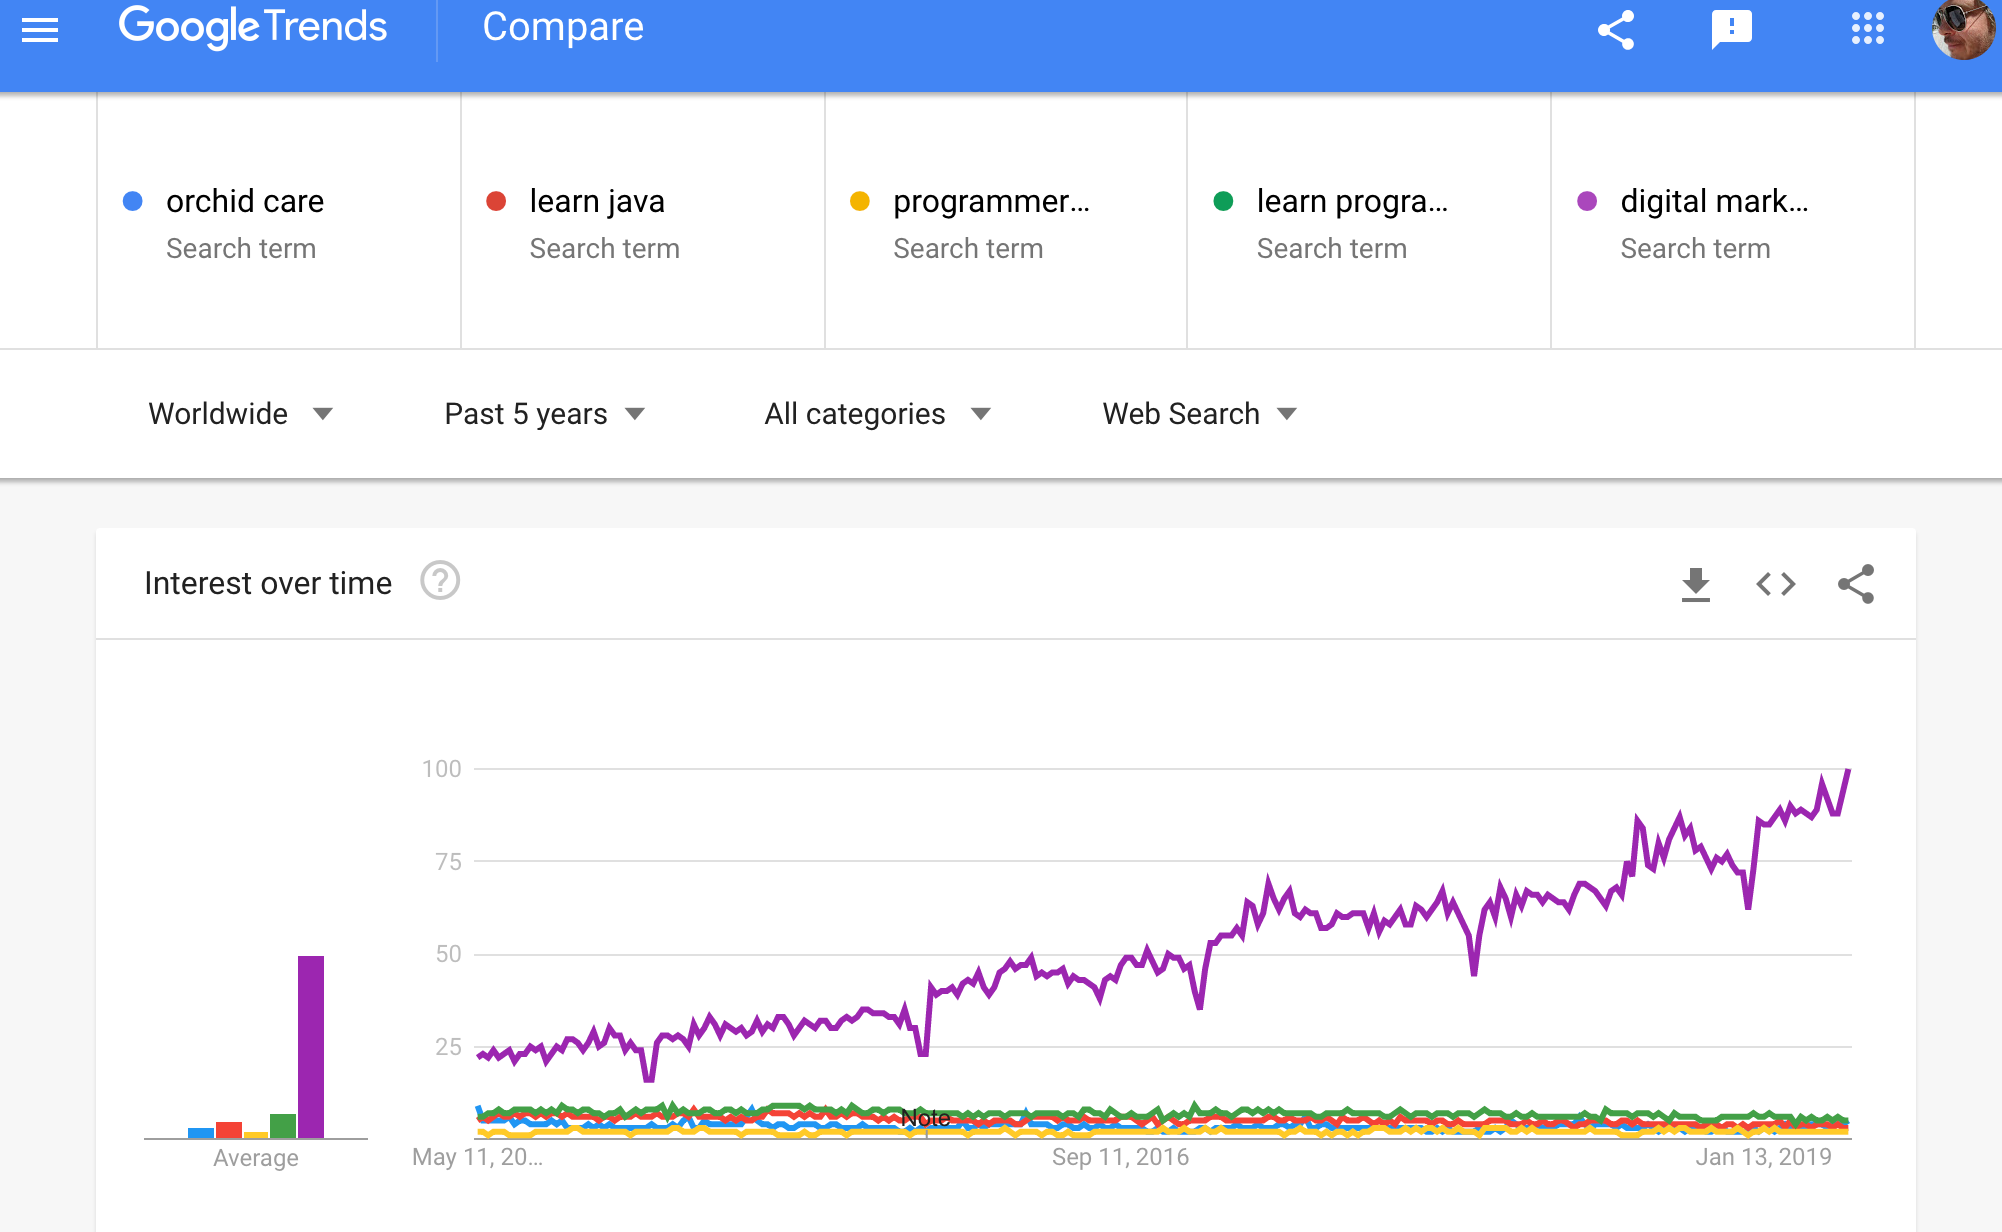 Google Trends Compare
orchid care
Search term
learn java
Search term
programmer...
Search term
learn progra...
Search term
digital mark...
Search term
Worldwide Past 5 years All categories Web Search
Interest over time ?
100
75
50
25
Note
Average
May 11, 20... Sep 11, 2016 Jan 13, 2019